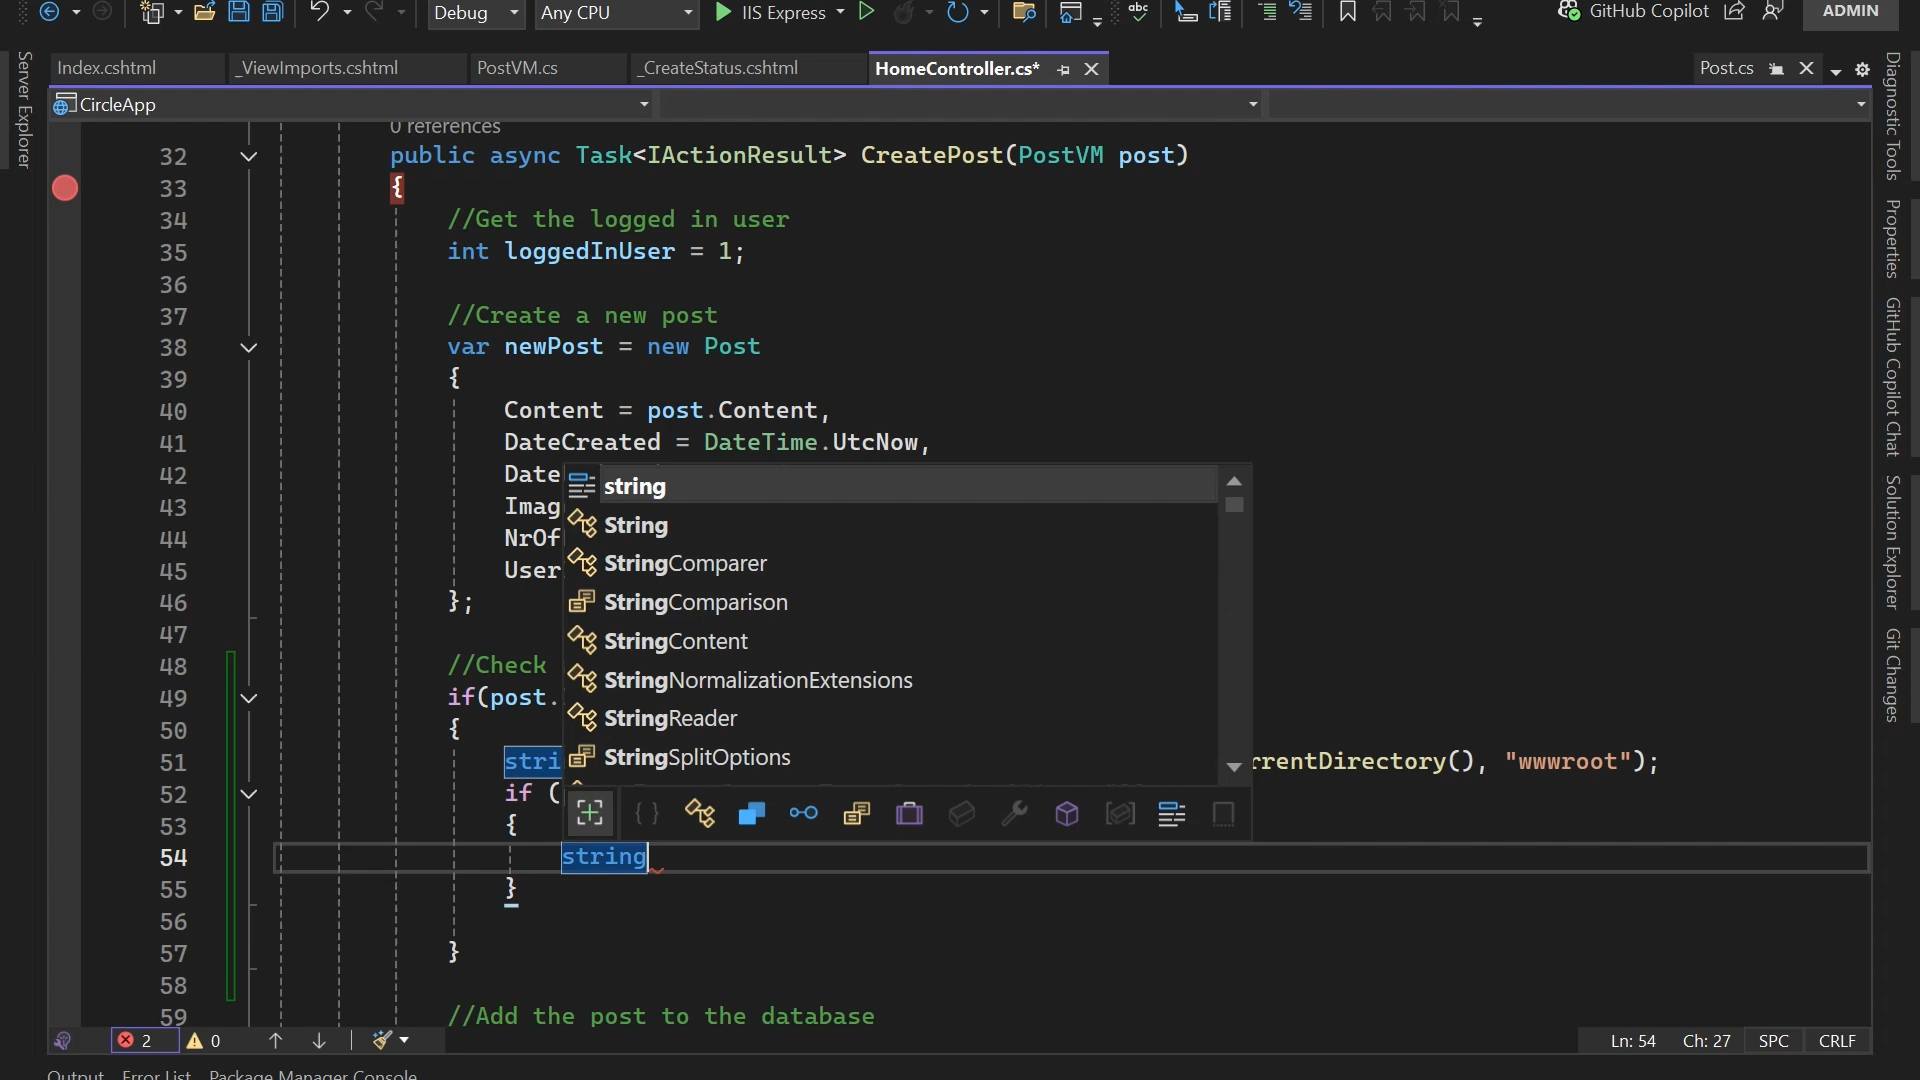 Debug
Any CPU
IIS Express
GitHub Copilot
ADMIN
Server Explorer
Index.cshtml
_ViewImports.cshtml
PostVM.cs
_CreateStatus.cshtml
HomeController.cs*
Post.cs
CircleApp
0 references
32 public async Task<IActionResult> CreatePost(PostVM post)
33 {
34 //Get the logged in user
35 int loggedInUser = 1;
36
37 //Create a new post
38 var newPost = new Post
39 {
40 Content = post.Content,
41 DateCreated = DateTime.UtcNow,
42 Date
43 Imag
44 NrOf
45 User
46 };
47
48 //Check
49 if(post.
50 {
51 stri rrentDirectory(), "wwwroot");
52 if (
53 {
54 string
55 }
56
57 }
58
59 //Add the post to the database
string
String
StringComparer
StringComparison
StringContent
StringNormalizationExtensions
StringReader
StringSplitOptions
2
0
Ln: 54
Ch: 27
SPC
CRLF
Output
Error List
Package Manager Console
Diagnostic Tools
Properties
GitHub Copilot Chat
Solution Explorer
Git Changes